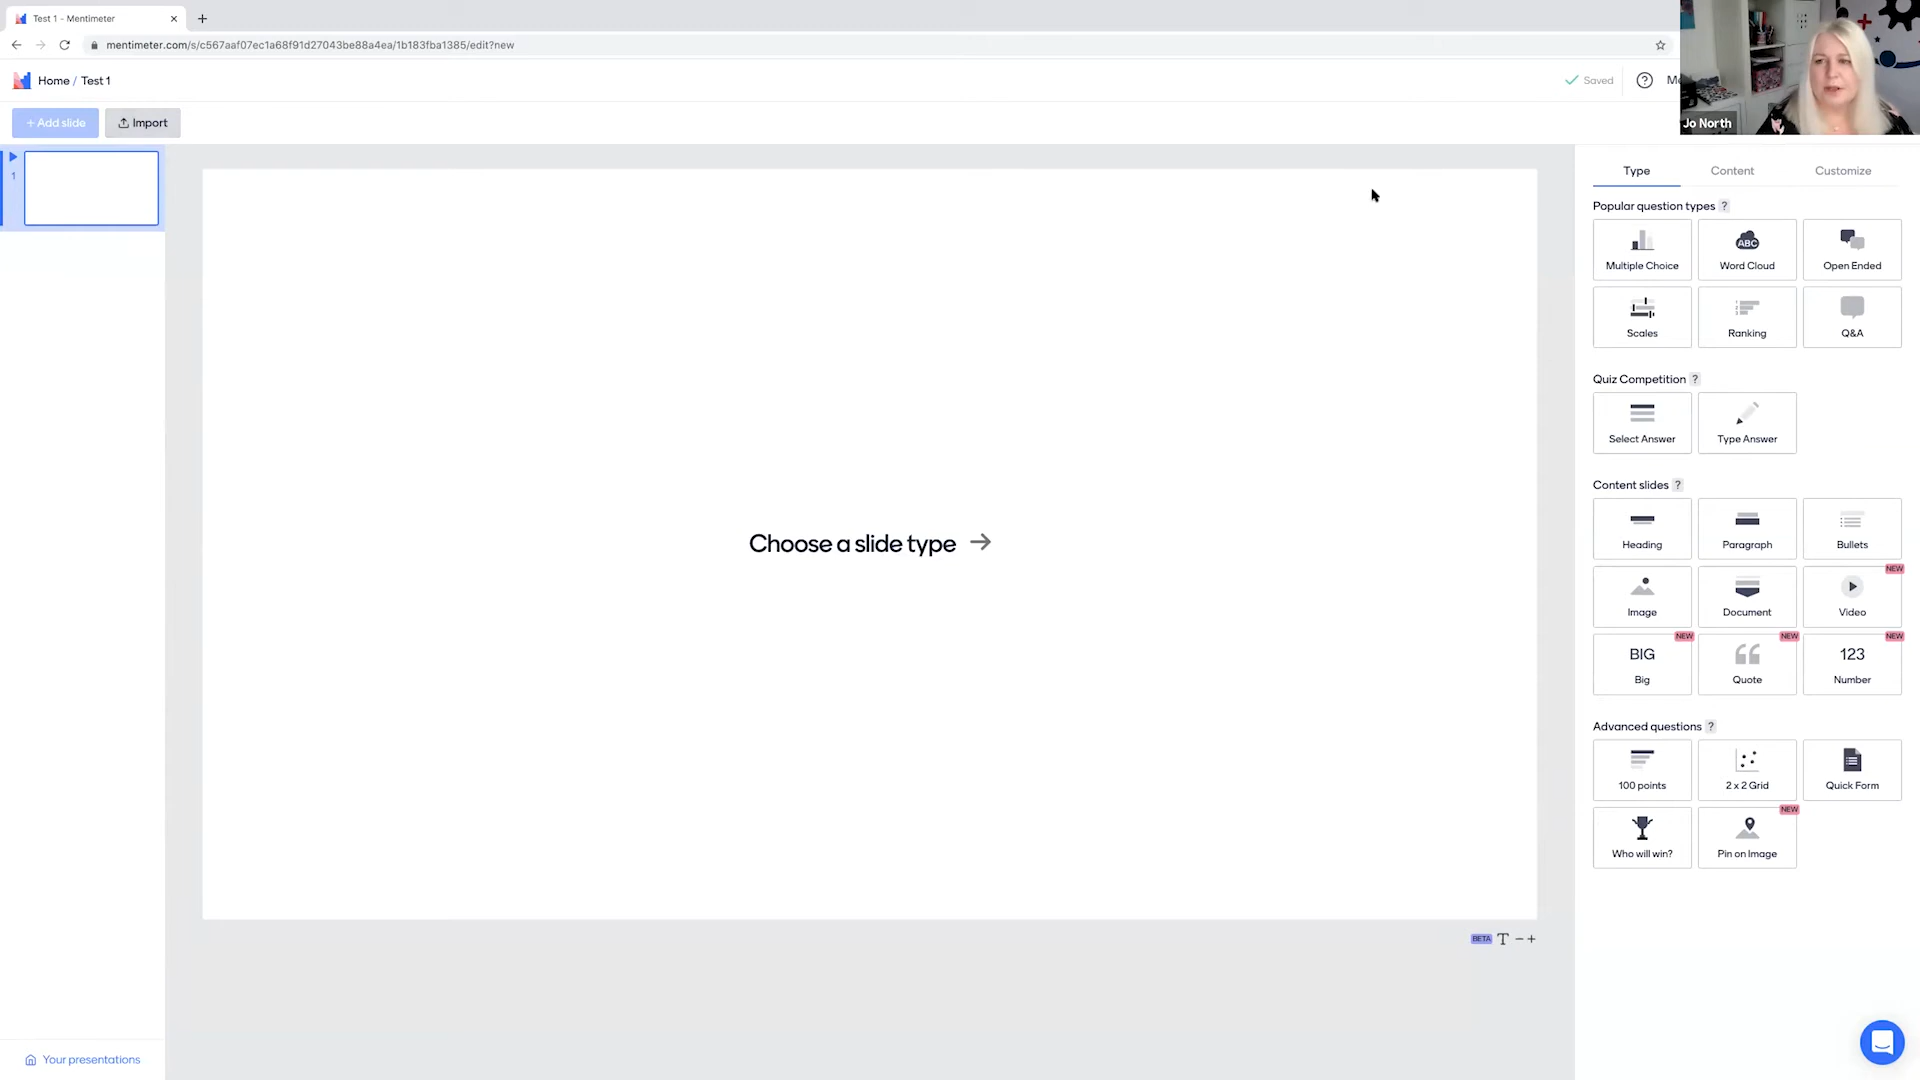 Test 1 - Mentimeter
mentimeter.com/s/c567aaf07ec1a68f91d27043be88a4ea/1b183fba1385/edit?new
Home / Test 1
Saved
?
Jo North
+ Add slide
Import
1
Choose a slide type →
Type
Content
Customize
Popular question types ?
Multiple Choice
ABC
Word Cloud
Open Ended
Scales
Ranking
Q&A
Quiz Competition ?
Select Answer
Type Answer
Content slides ?
Heading
Paragraph
Bullets
Image
Document
NEW
Video
NEW
BIG
Big
NEW
Quote
NEW
123
Number
Advanced questions ?
100 points
2 x 2 Grid
Quick Form
Who will win?
NEW
Pin on Image
BETA T − +
Your presentations